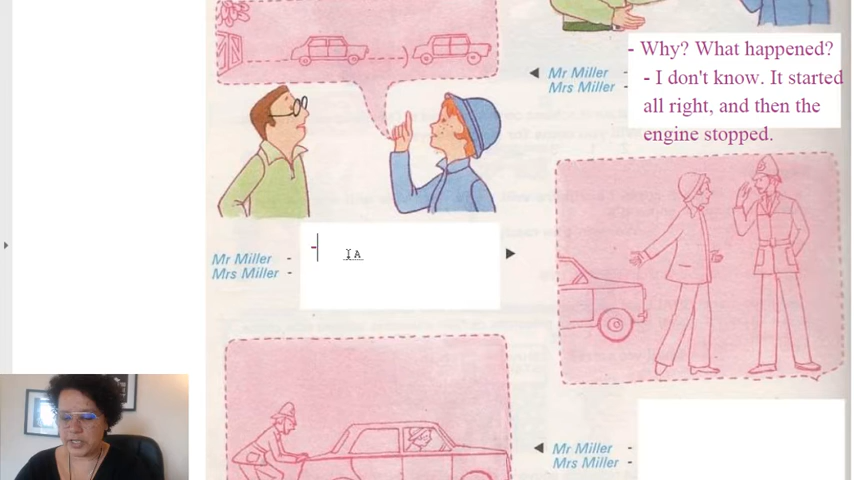 - Why? What happened?
Mr Miller -
- I don't know. It started
Mrs Miller -
all right, and then the
engine stopped.
-
Mr Miller -
Mrs Miller -
Mr Miller -
Mrs Miller -